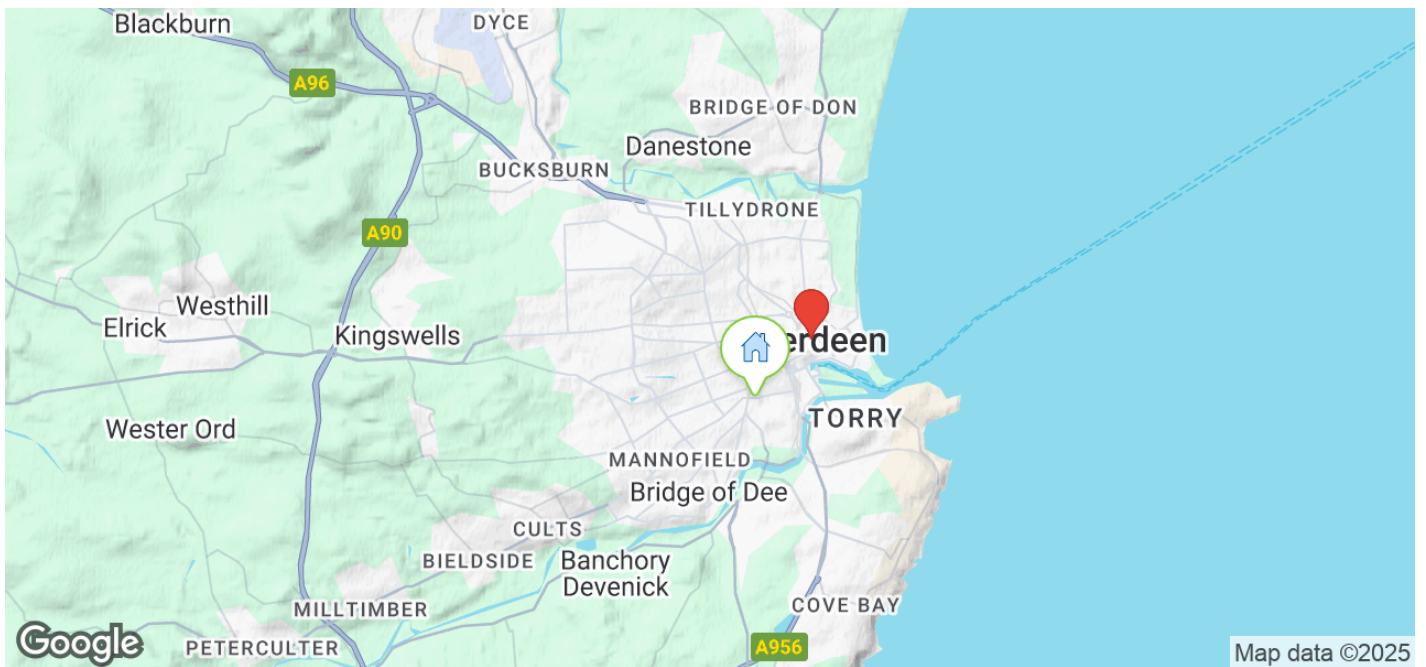 Blackburn
DYCE
A96
BRIDGE OF DON
Danestone
BUCKSBURN
TILLYDRONE
A90
Westhill
Elrick
Kingswells
erdeen
TORRY
Wester Ord
MANNOFIELD
Bridge of Dee
CULTS
BIELDSIDE
Banchory
Devenick
MILLTIMBER
COVE BAY
PETERCULTER
A956
Google
Map data ©2025